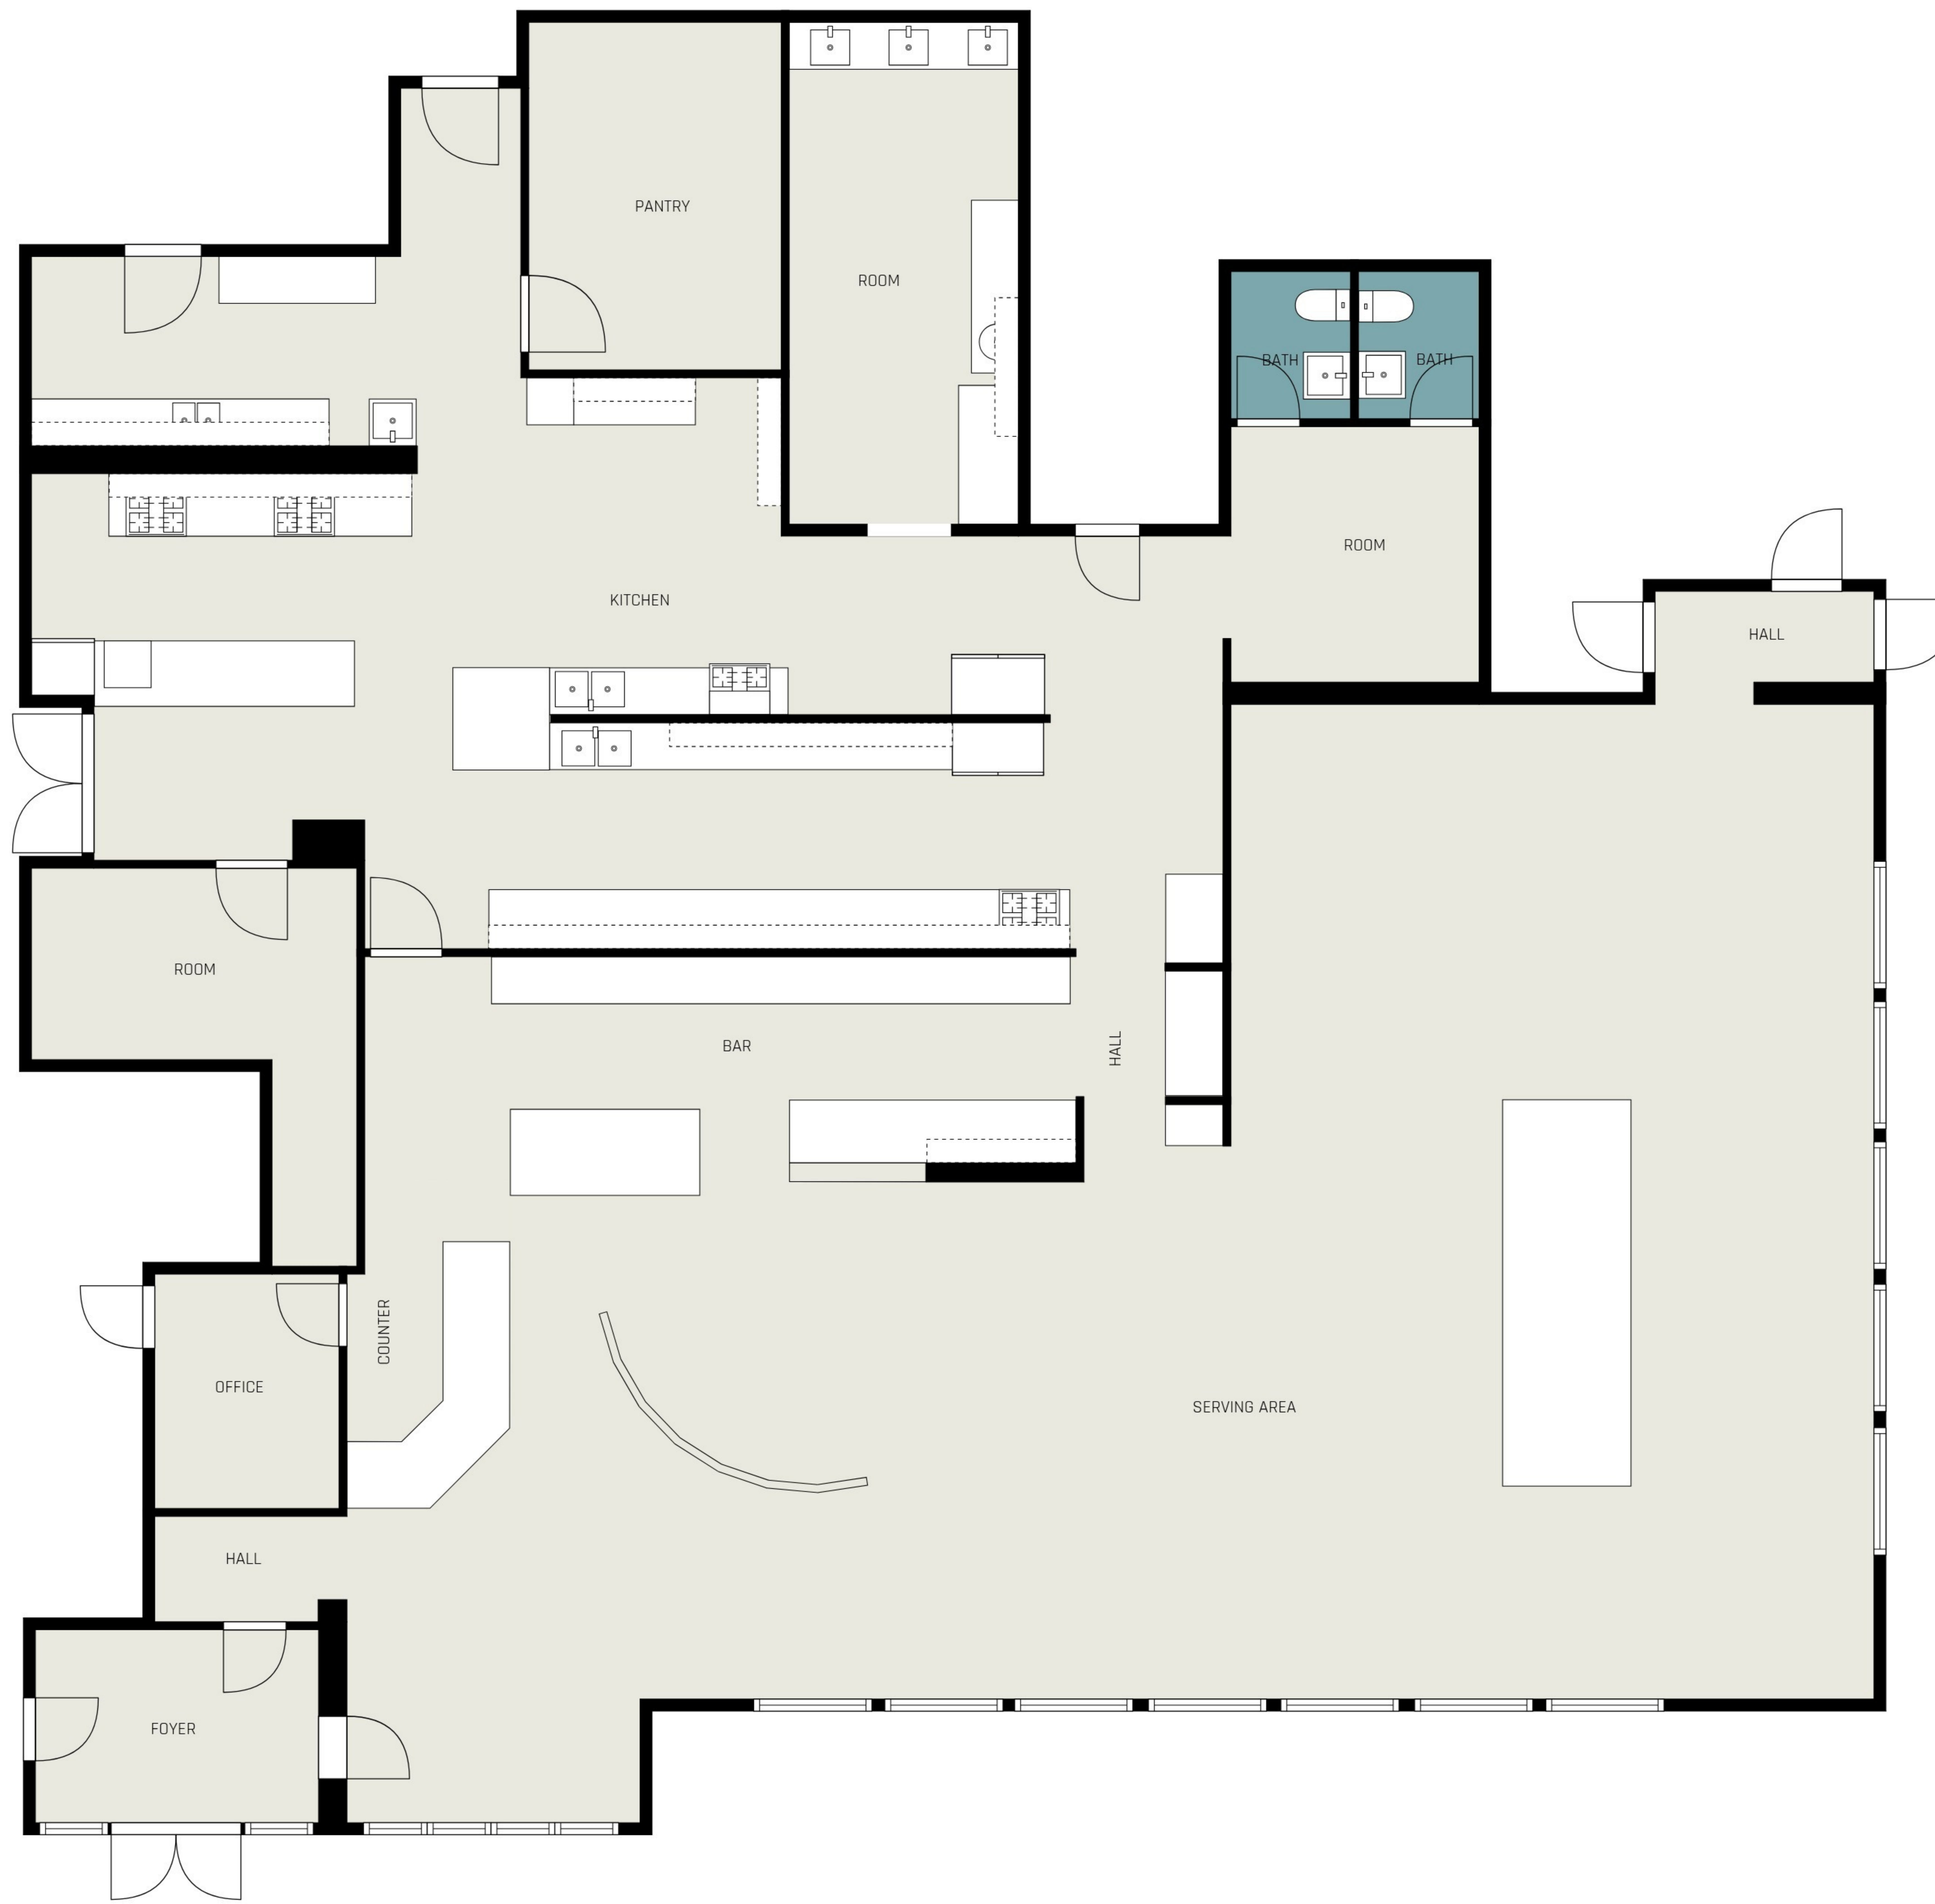 PANTRY
ROOM
BATH
BATH
ROOM
KITCHEN
HALL
ROOM
BAR
HALL
COUNTER
OFFICE
SERVING AREA
HALL
FOYER